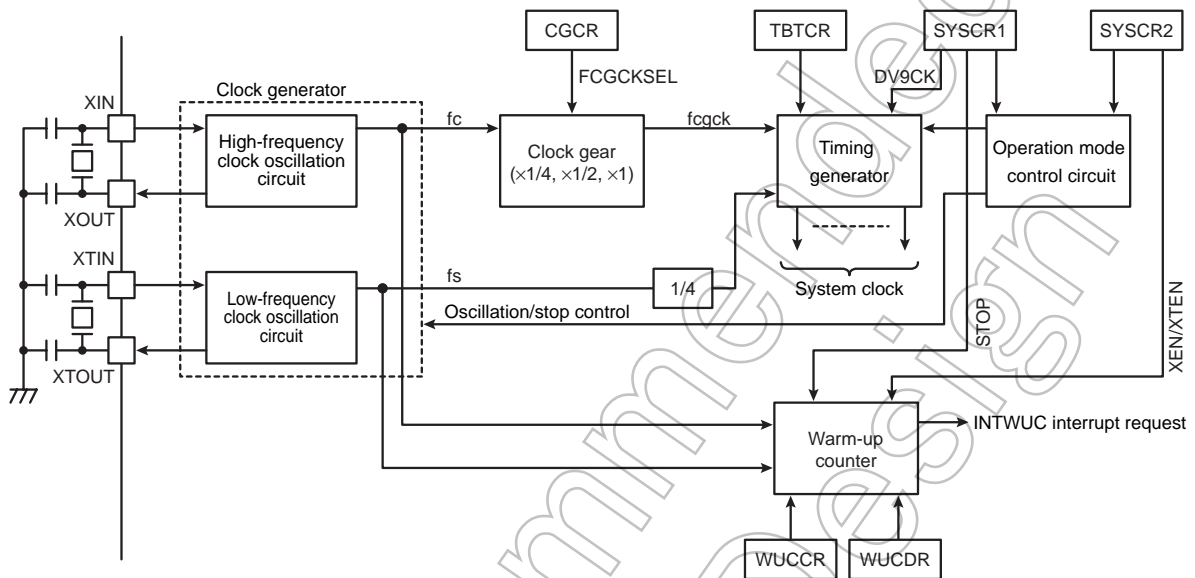 CGCR
TBTCR
SYSCR1
SYSCR2
FCGCKSEL
DV9CK
Clock generator
XIN
High-frequency
clock oscillation
circuit
fc
Clock gear
(×1/4, ×1/2, ×1)
fcgck
Timing
generator
Operation mode
control circuit
XOUT
XTIN
Low-frequency
clock oscillation
circuit
fs
1/4
System clock
Oscillation/stop control
STOP
XEN/XTEN
XTOUT
Warm-up
counter
INTWUC interrupt request
WUCCR
WUCDR
mmended
esign